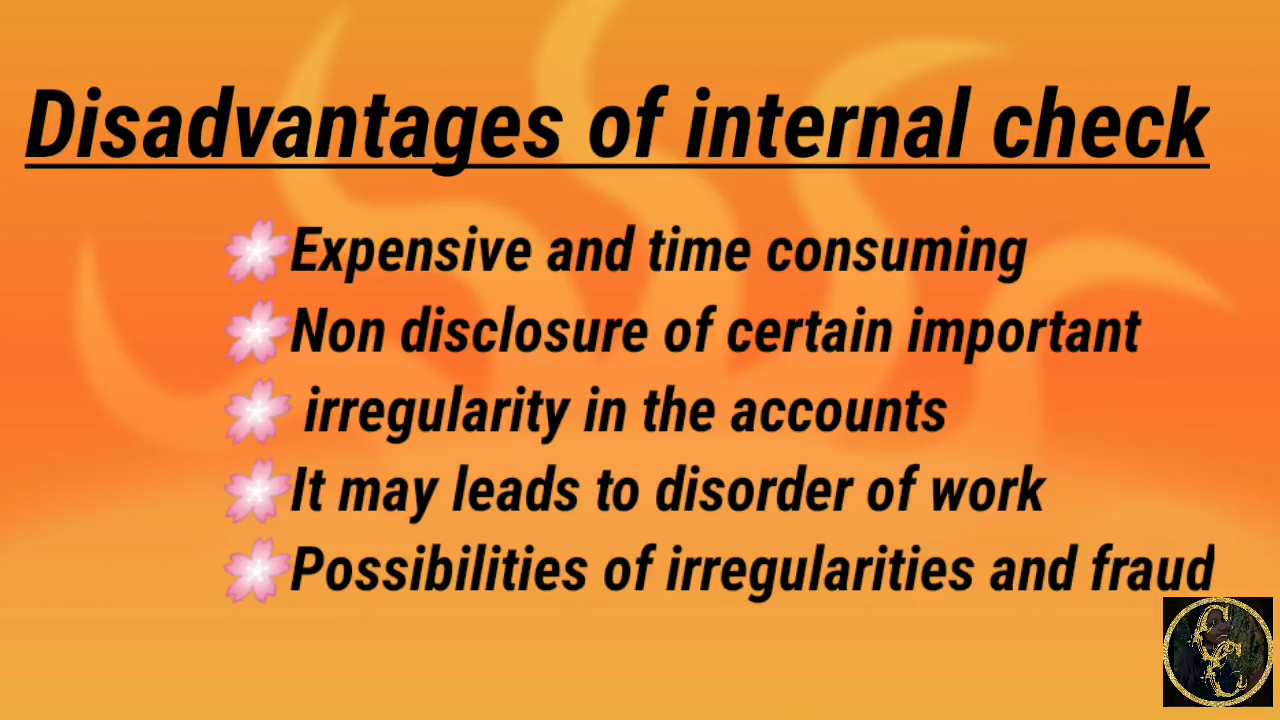 Disadvantages of internal check
🌸Expensive and time consuming
🌸Non disclosure of certain important
🌸 irregularity in the accounts
🌸It may leads to disorder of work
🌸Possibilities of irregularities and fraud